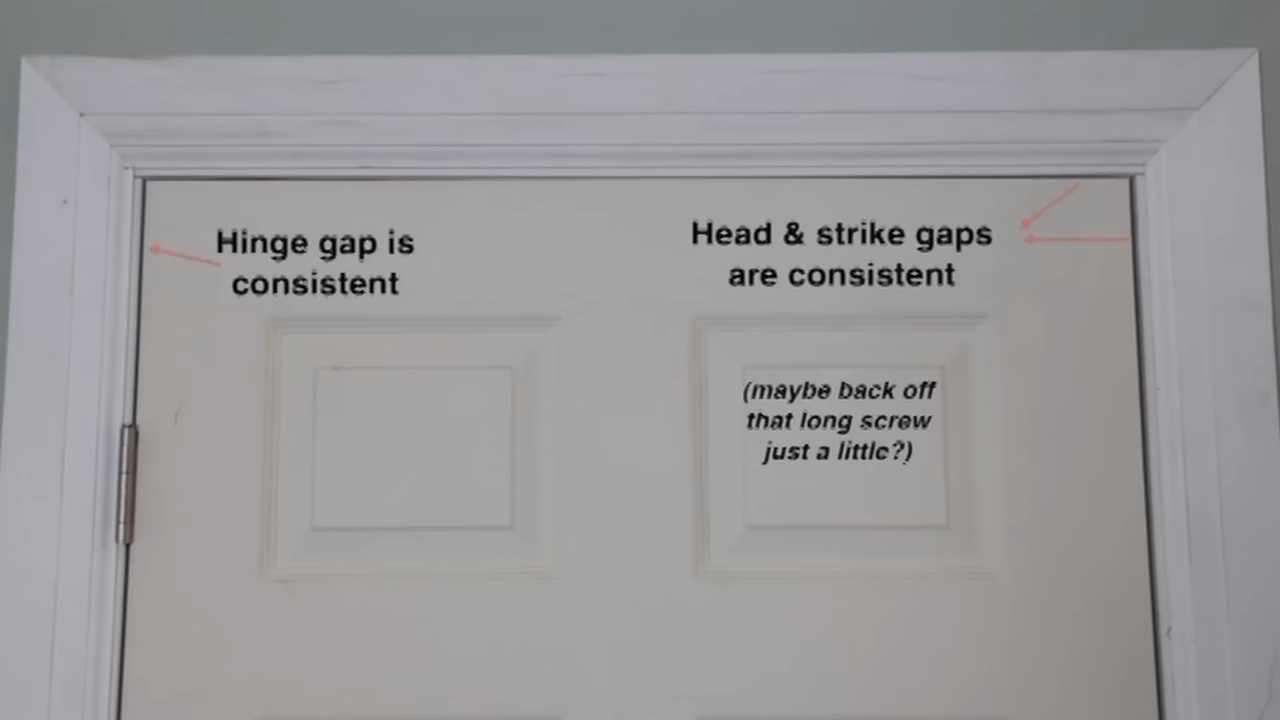 Hinge gap is
consistent
Head & strike gaps
are consistent
(maybe back off
that long screw
just a little?)